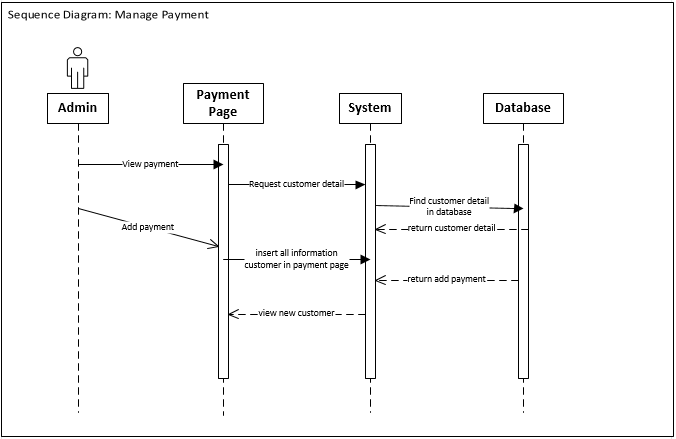 Sequence Diagram: Manage Payment
Admin
Payment
Page
System
Database
View payment
Request customer detail
Find customer detail
in database
Add payment
return customer detail
insert all information
customer in payment page
return add payment
view new customer